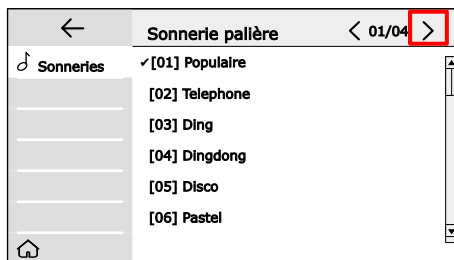 Sonnerie palière
01/04
Sonneries
✔[01] Populaire
[02] Telephone
[03] Ding
[04] Dingdong
[05] Disco
[06] Pastel